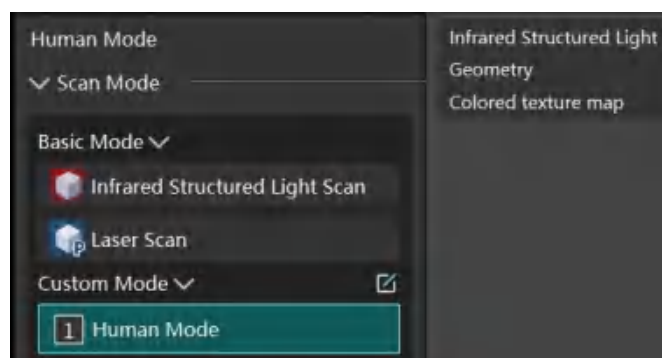 Human Mode
Scan Mode
Basic Mode
Infrared Structured Light Scan
P Laser Scan
Custom Mode
1 Human Mode
Infrared Structured Light
Geometry
Colored texture map